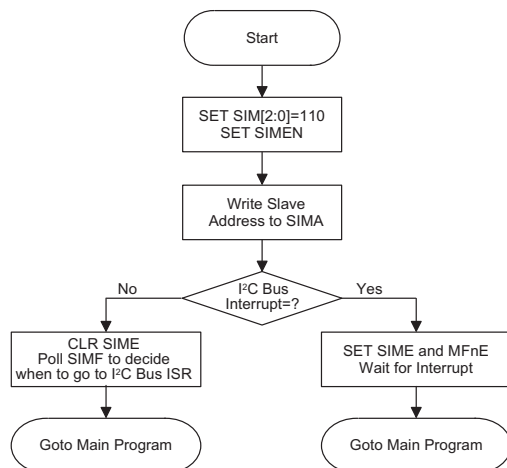 Start
SET SIM[2:0]=110
SET SIMEN
Write Slave
Address to SIMA
I²C Bus
Interrupt=?
No
Yes
CLR SIME
Poll SIMF to decide
when to go to I²C Bus ISR
SET SIME and MFnE
Wait for Interrupt
Goto Main Program
Goto Main Program